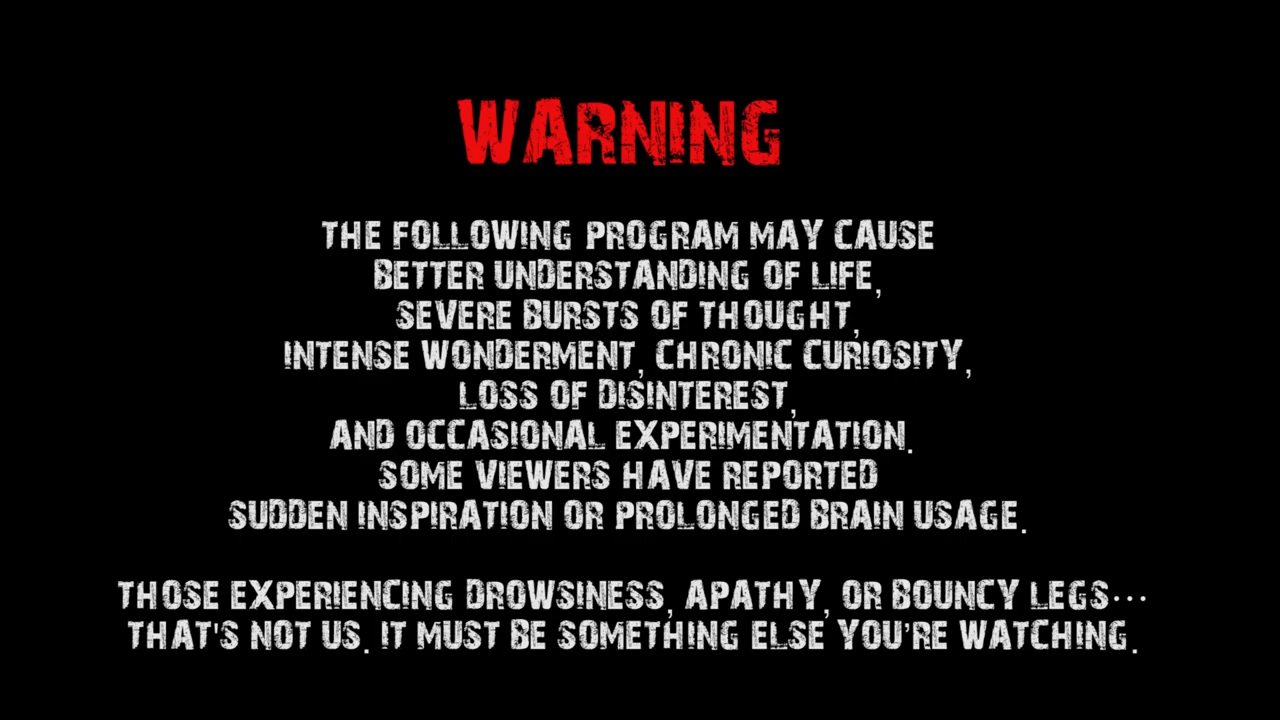 WARNING
THE FOLLOWING PROGRAM MAY CAUSE
BETTER UNDERSTANDING OF LIFE,
SEVERE BURSTS OF THOUGHT,
INTENSE WONDERMENT, CHRONIC CURIOSITY,
LOSS OF DISINTEREST,
AND OCCASIONAL EXPERIMENTATION.
SOME VIEWERS HAVE REPORTED
SUDDEN INSPIRATION OR PROLONGED BRAIN USAGE.
THOSE EXPERIENCING DROWSINESS, APATHY, OR BOUNCY LEGS···
THAT'S NOT US. IT MUST BE SOMETHING ELSE YOU’RE WATCHING.